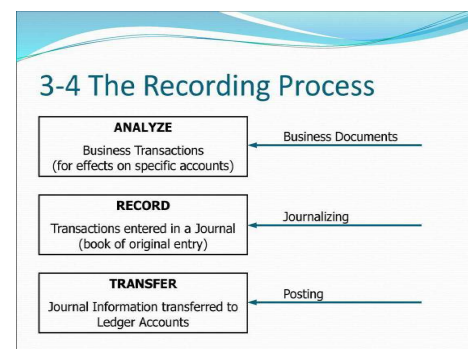 3-4 The Recording Process
ANALYZE
Business Transactions
(for effects on specific accounts)
Business Documents
RECORD
Transactions entered in a Journal
(book of original entry)
Journalizing
TRANSFER
Journal Information transferred to
Ledger Accounts
Posting